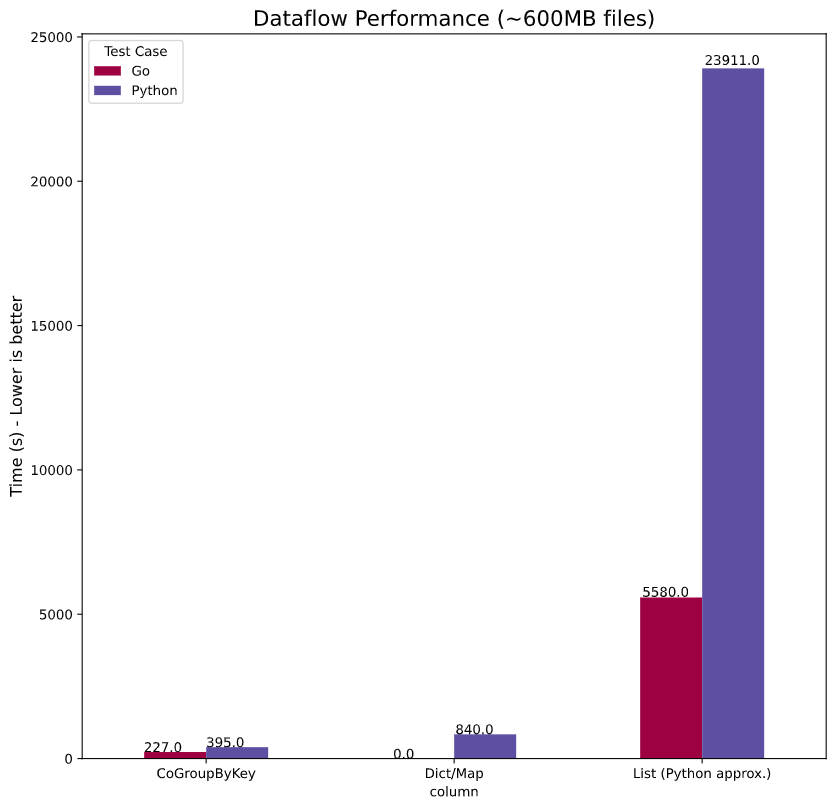 Dataflow Performance (~600MB files)
Test Case
Go
Python
25000
20000
15000
10000
5000
0
Time (s) - Lower is better
227.0
395.0
0.0
840.0
5580.0
23911.0
CoGroupByKey
Dict/Map
List (Python approx.)
column